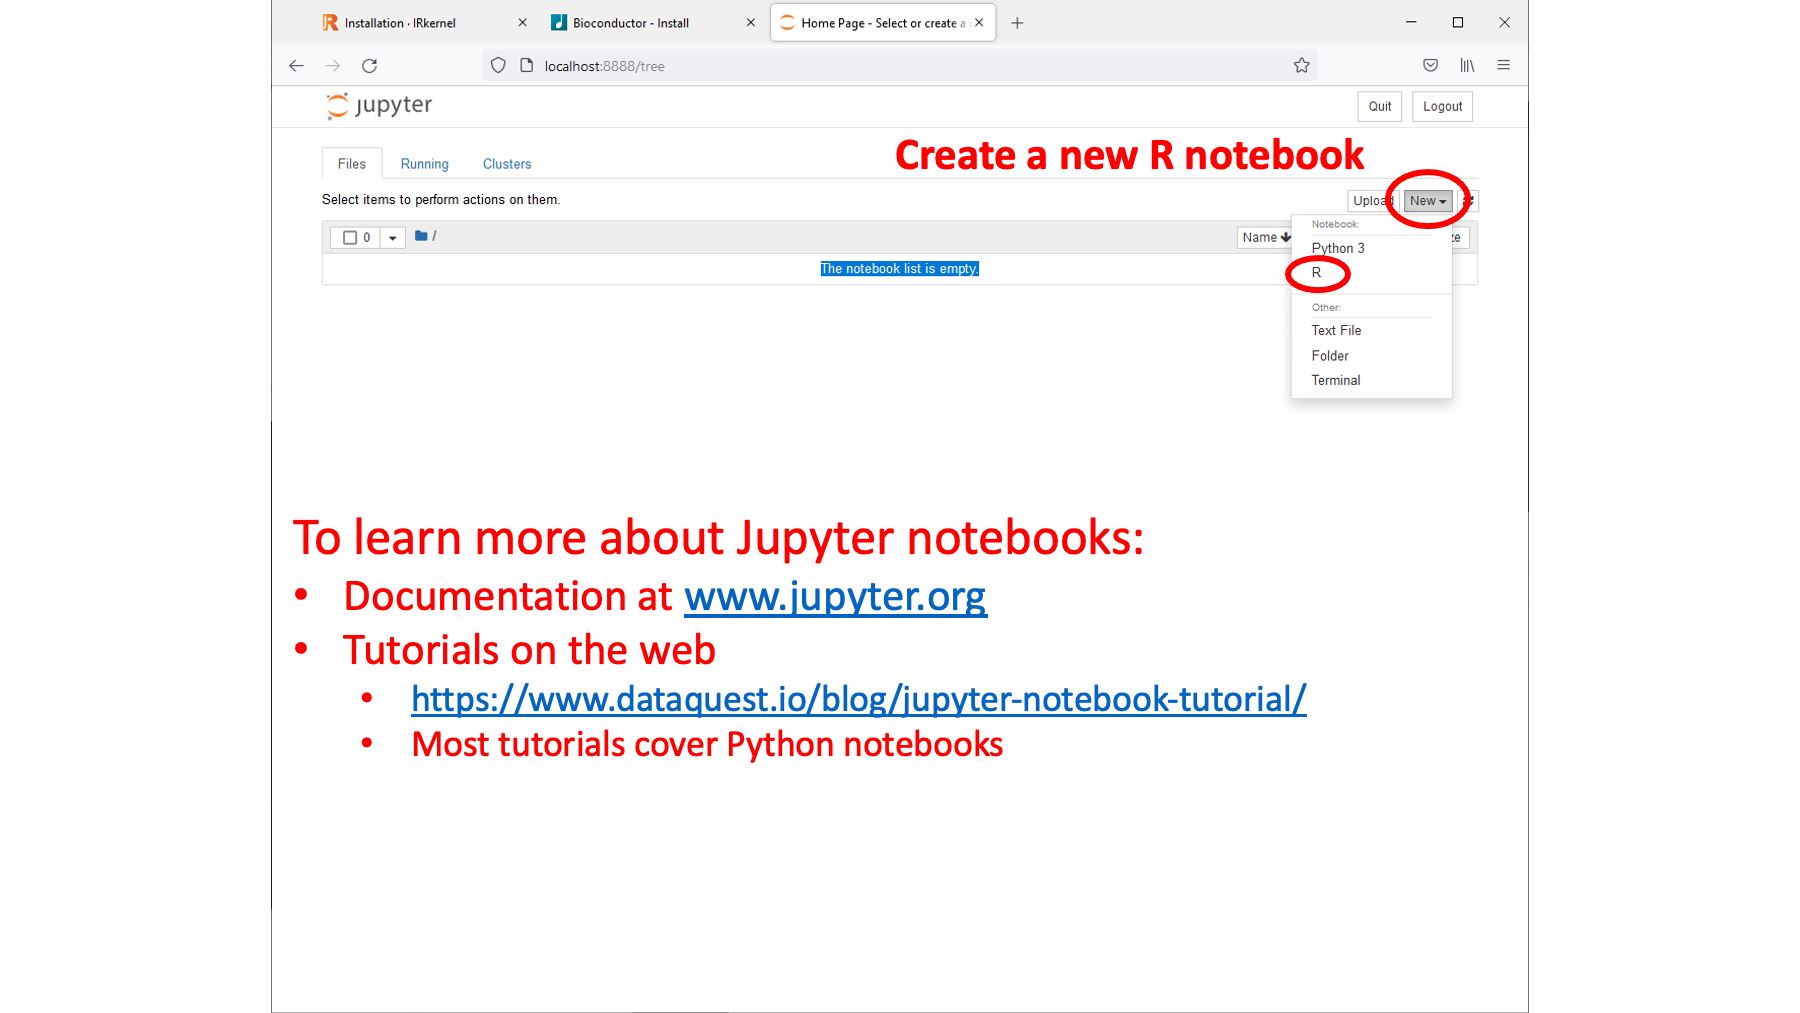 Installation · IRkernel
Bioconductor - Install
Home Page - Select or create a
localhost:8888/tree
jupyter
Quit
Logout
Create a new R notebook
Files
Running
Clusters
Select items to perform actions on them.
Upload
New
0
/
Name
ze
The notebook list is empty.
Notebook:
Python 3
R
Other:
Text File
Folder
Terminal
To learn more about Jupyter notebooks:
• Documentation at www.jupyter.org
• Tutorials on the web
• https://www.dataquest.io/blog/jupyter-notebook-tutorial/
• Most tutorials cover Python notebooks